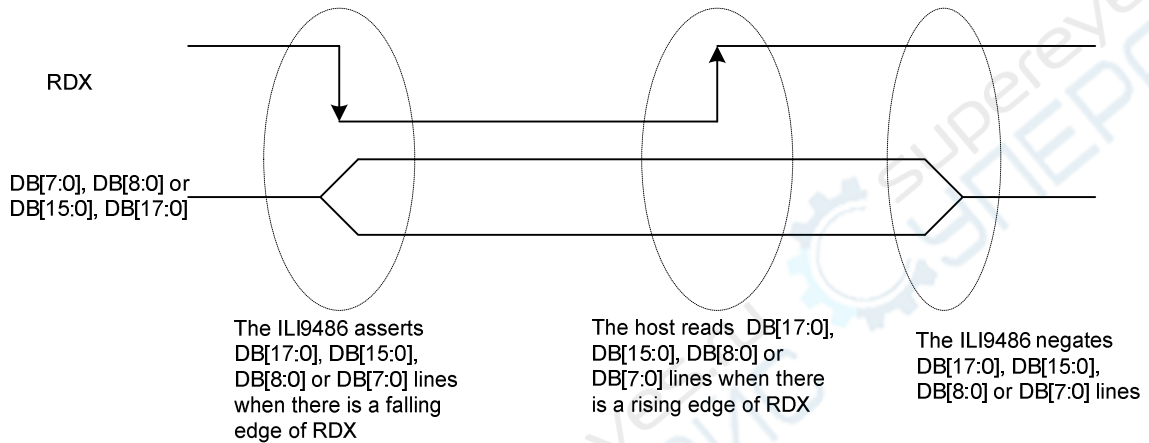 RDX
DB[7:0], DB[8:0] or
DB[15:0], DB[17:0]
The ILI9486 asserts
DB[17:0], DB[15:0],
DB[8:0] or DB[7:0] lines
when there is a falling
edge of RDX
The host reads DB[17:0],
DB[15:0], DB[8:0] or
DB[7:0] lines when there
is a rising edge of RDX
The ILI9486 negates
DB[17:0], DB[15:0],
DB[8:0] or DB[7:0] lines